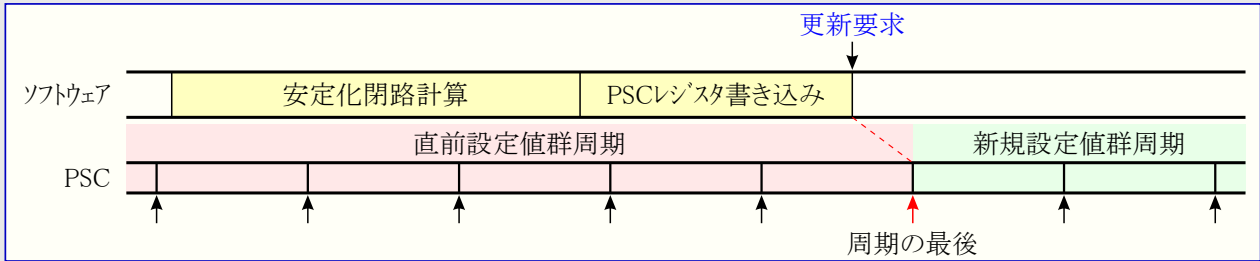 更新要求
ソフトウェア
安定化閉路計算
PSCレジスタ書き込み
直前設定値群周期
新規設定値群周期
PSC
周期の最後